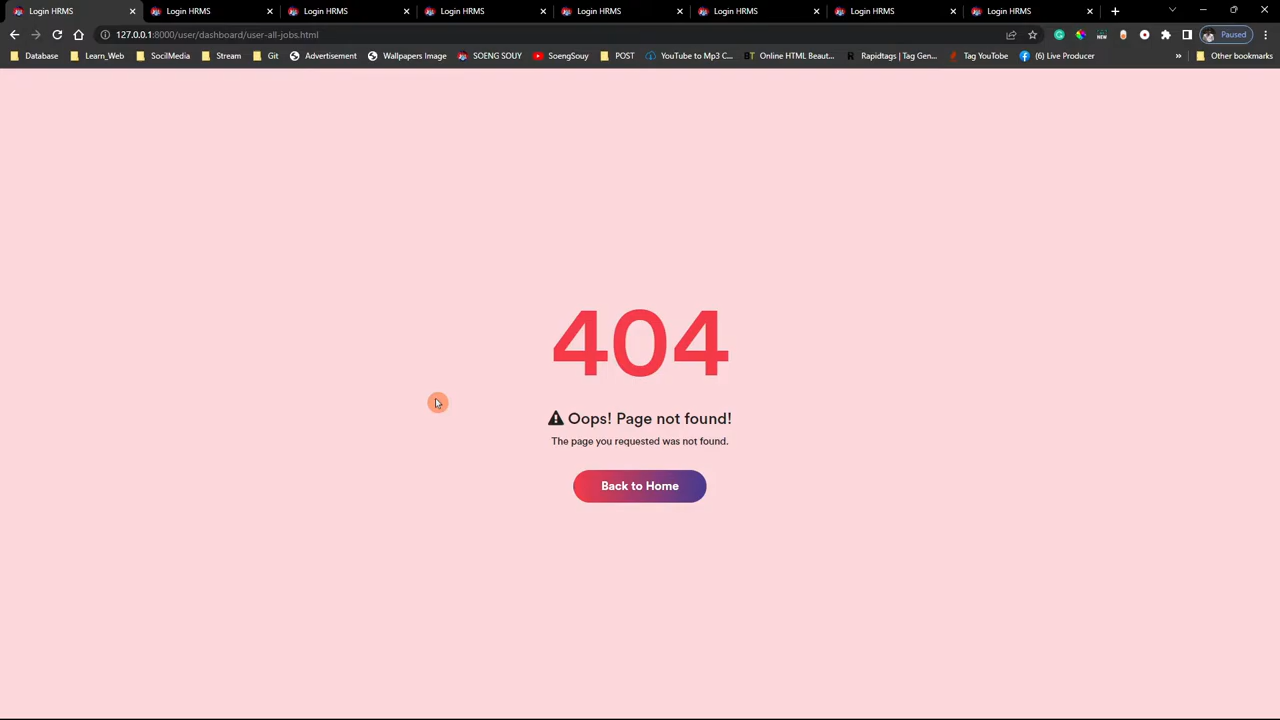 Login HRMS Login HRMS Login HRMS Login HRMS Login HRMS Login HRMS Login HRMS Login HRMS
127.0.0.1:8000/user/dashboard/user-all-jobs.html Paused
Database Learn_Web SocilMedia Stream Git Advertisement Wallpapers Image SOENG SOUY SoengSouy POST YouTube to Mp3 C... Online HTML Beaut... Rapidtags | Tag Gen... Tag YouTube (6) Live Producer » Other bookmarks
404
Oops! Page not found!
The page you requested was not found.
Back to Home